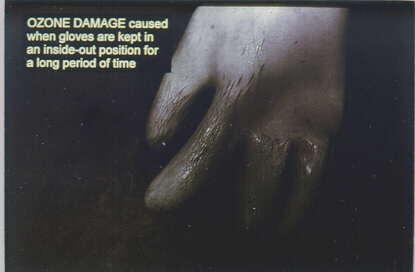 OZONE DAMAGE caused
when gloves are kept in
an inside-out position for
a long period of time